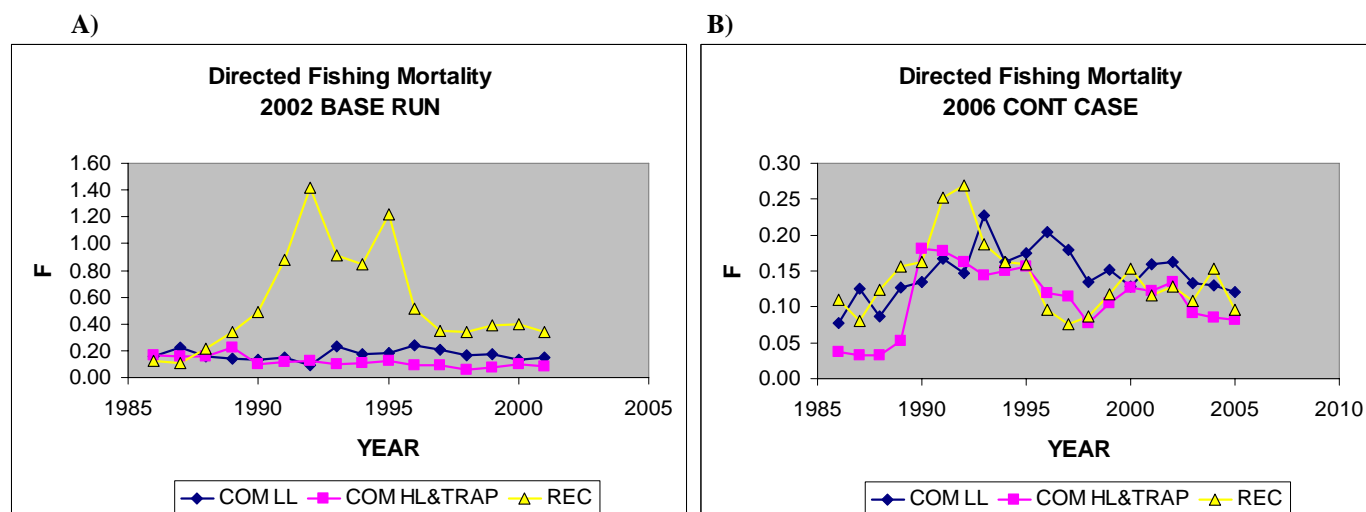 A)
Directed Fishing Mortality
2002 BASE RUN
F
1.60
1.40
1.20
1.00
0.80
0.60
0.40
0.20
0.00
1985 1990 1995 2000 2005
YEAR
COM LL COM HL&TRAP REC
B)
Directed Fishing Mortality
2006 CONT CASE
F
0.30
0.25
0.20
0.15
0.10
0.05
0.00
1985 1990 1995 2000 2005 2010
YEAR
COM LL COM HL&TRAP REC